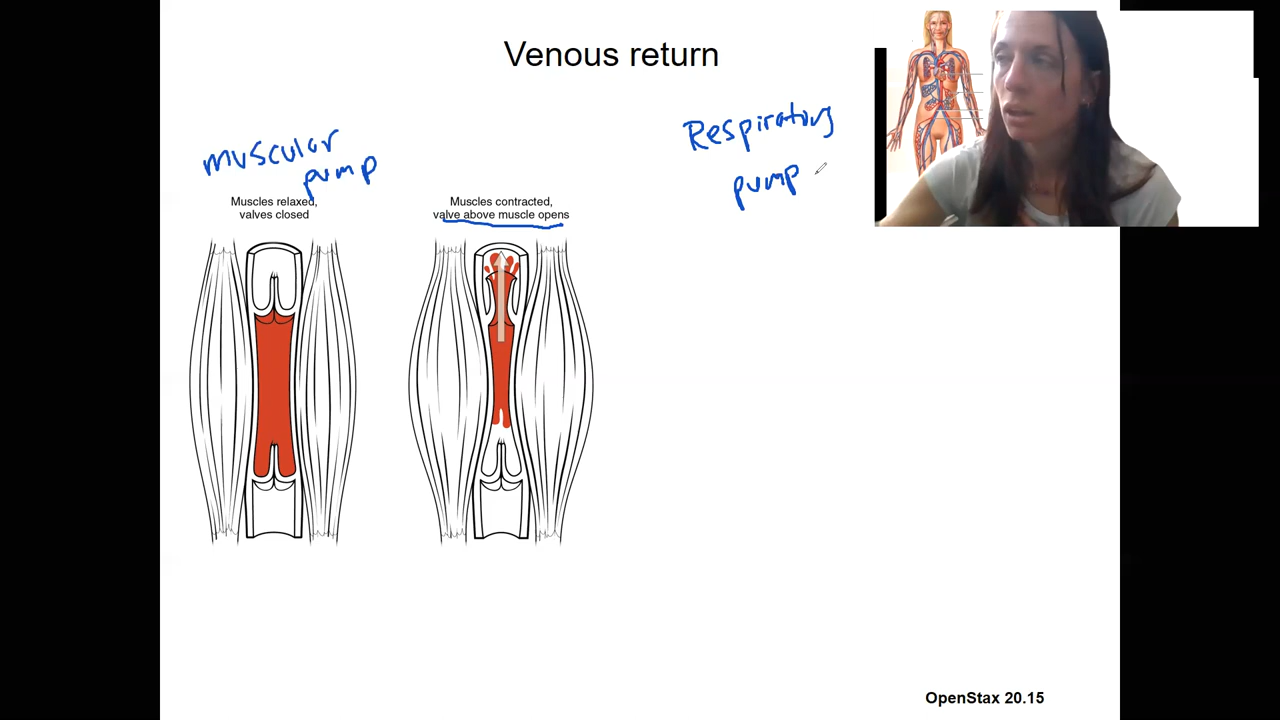 Venous return
muscular
pump
Respiratory
pump
Muscles relaxed,
valves closed
Muscles contracted,
valve above muscle opens
OpenStax 20.15